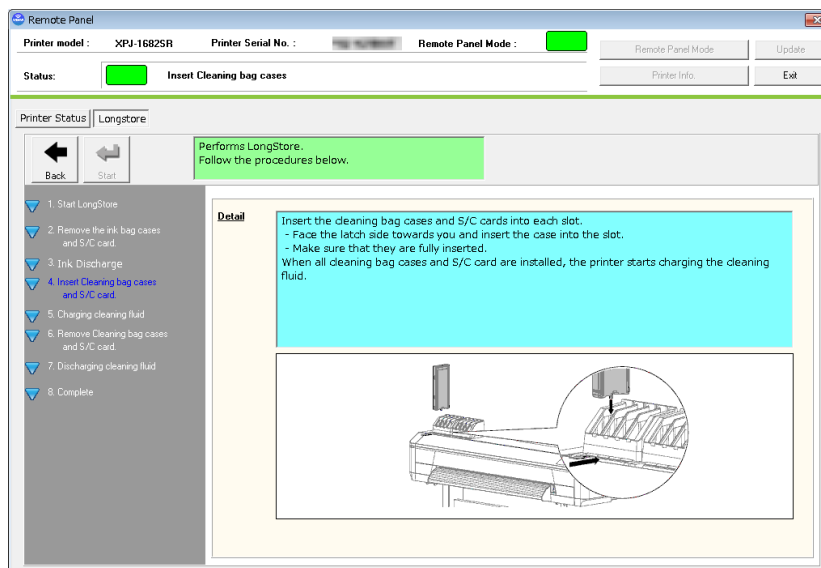 Remote Panel
Printer model : XPJ-1682SR Printer Serial No. : Remote Panel Mode :
Remote Panel Mode Update
Status: Insert Cleaning bag cases
Printer Info. Exit
Printer Status Longstore
Back Start
Performs LongStore.
Follow the procedures below.
1. Start LongStore
2. Remove the ink bag cases
and S/C card.
3. Ink Discharge
4. Insert Cleaning bag cases
and S/C card.
5. Charging cleaning fluid
6. Remove Cleaning bag cases
and S/C card.
7. Discharging cleaning fluid
8. Complete
Detail
Insert the cleaning bag cases and S/C cards into each slot.
- Face the latch side towards you and insert the case into the slot.
- Make sure that they are fully inserted.
When all cleaning bag cases and S/C card are installed, the printer starts charging the cleaning
fluid.